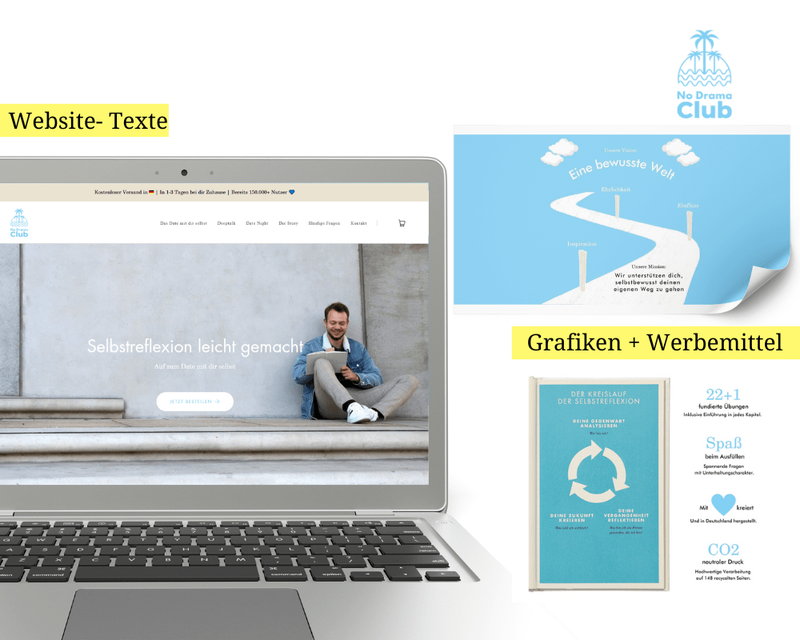 No Drama
Club
Website- Texte
Kostenloser Versand in 🇩🇪 | In 1-3 Tagen bei dir Zuhause | Bereits 150.000+ Nutzer 💙
No Drama
Club
Das Date mit dir selbst
Deeptalk
Date Night
Die Story
Häufige Fragen
Kontakt
Selbstreflexion leicht gemacht
Auf zum Date mit dir selbst
JETZT BESTELLEN
Unsere Vision:
Eine bewusste Welt
Ehrlichkeit
Einfluss
Inspiration
Unsere Mission:
Wir unterstützen dich,
selbstbewusst deinen
eigenen Weg zu gehen
Grafiken + Werbemittel
DER KREISLAUF
DER SELBSTREFLEXION
DEINE GEGENWART
ANALYSIEREN
DEINE ZUKUNFT
KREIEREN
DEINE
VERGANGENHEIT
REFLEKTIEREN
22+1
fundierte Übungen
Inklusive Einführung in jedes Kapitel.
Spaß
beim Ausfüllen
Spannende Fragen
mit Unterhaltungscharakter.
Mit 💙 kreiert
Und in Deutschland hergestellt.
CO2
neutraler Druck
Hochwertige Verarbeitung
auf 148 recycelten Seiten.